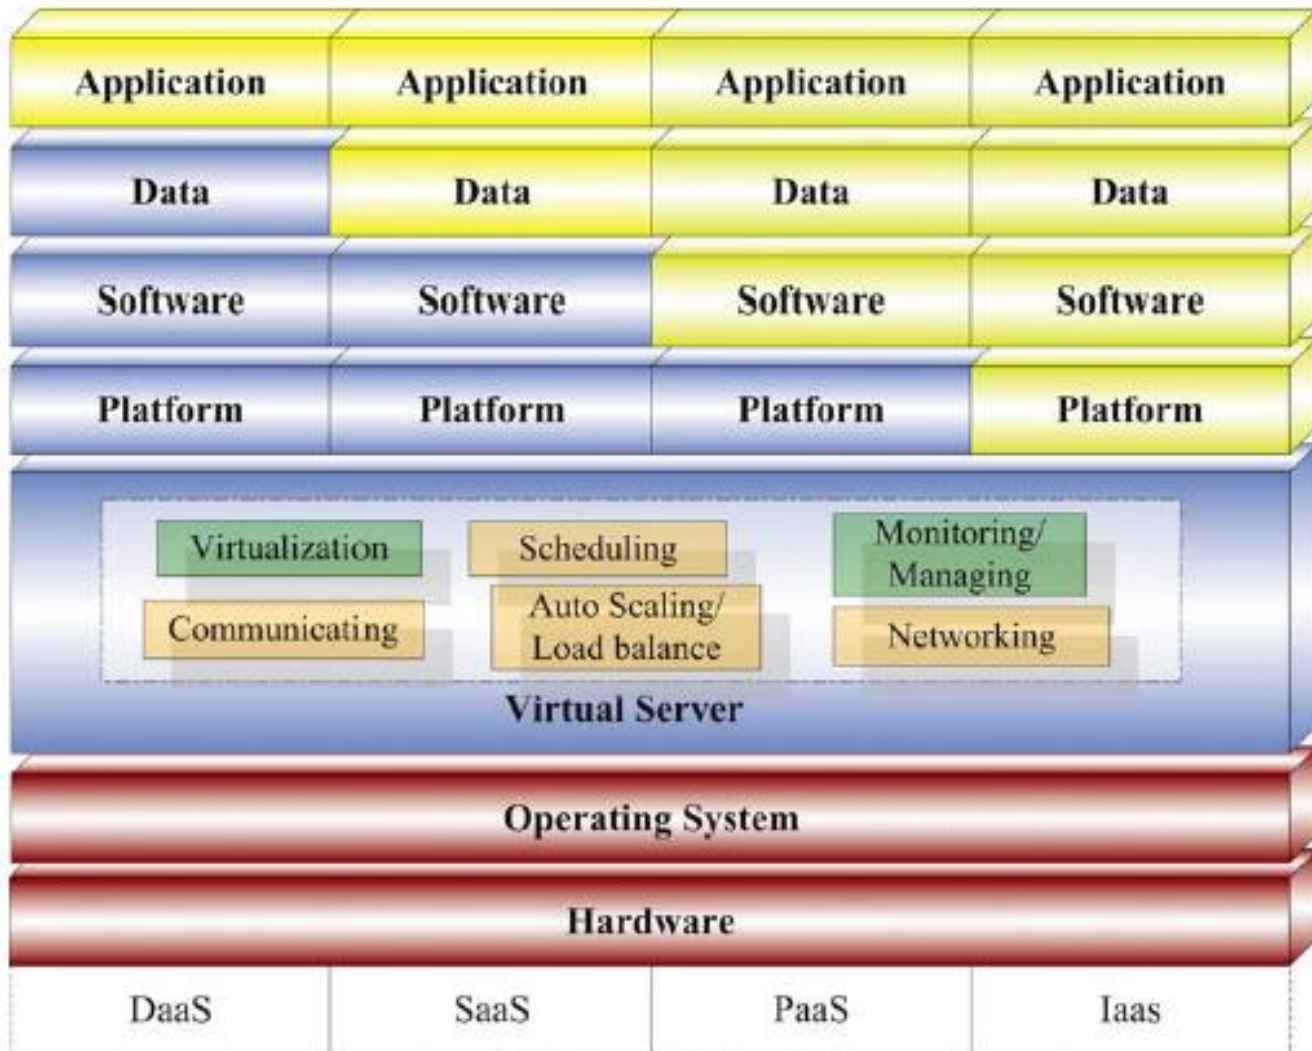 Application Application Application Application
Data Data Data Data
Software Software Software Software
Platform Platform Platform Platform
Virtualization Scheduling Monitoring/
Managing
Communicating Auto Scaling/
Load balance Networking
Virtual Server
Operating System
Hardware
DaaS SaaS PaaS Iaas